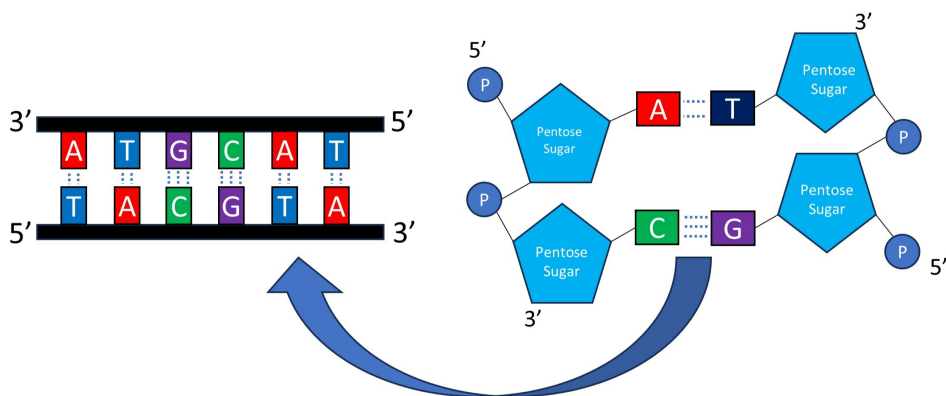 3’ 5’
A T G C A T
T A C G T A
5’ 3’
5’
P
Pentose
Sugar
A T
3’
Pentose
Sugar
P
P
Pentose
Sugar
C G
Pentose
Sugar
P
5’
3’